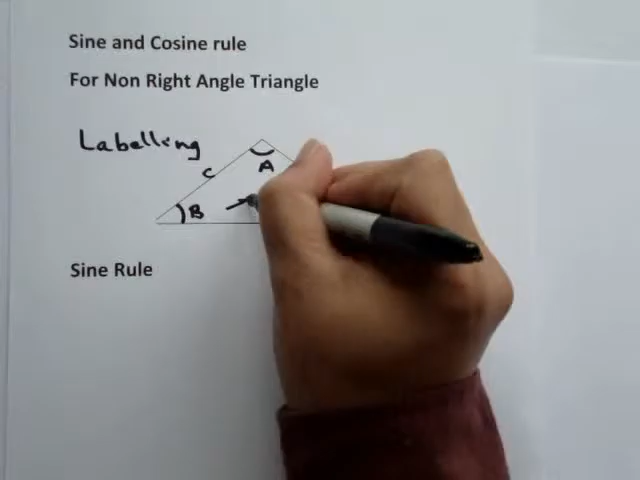 Sine and Cosine rule
For Non Right Angle Triangle
Labelling
c
A
B
Sine Rule